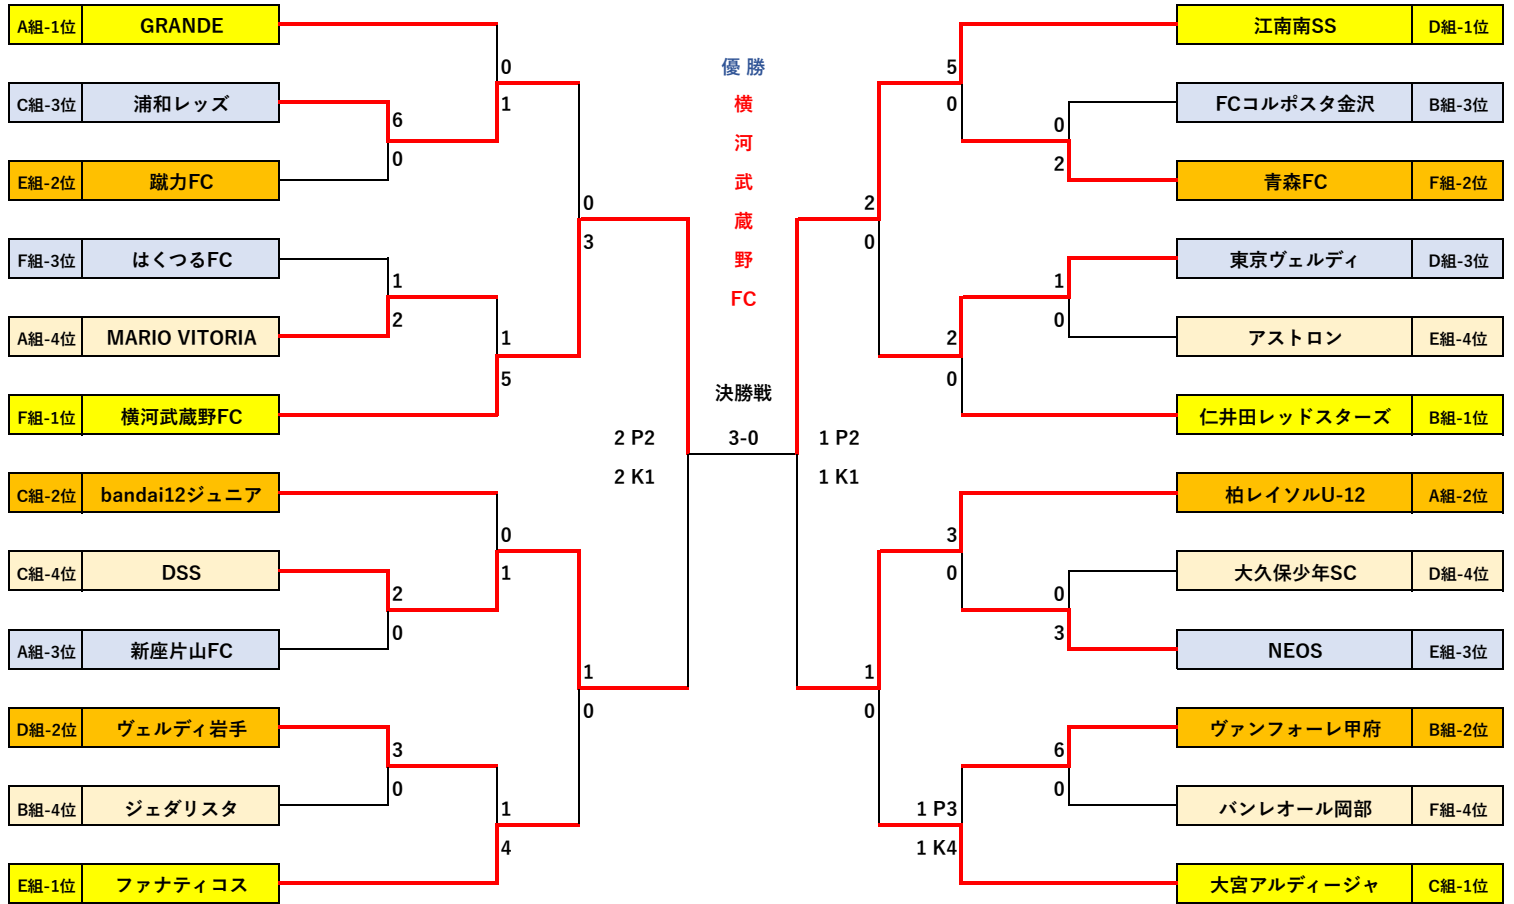 A組-1位 GRANDE
C組-3位 浦和レッズ
E組-2位 蹴力FC
F組-3位 はくつるFC
A組-4位 MARIO VITORIA
F組-1位 横河武蔵野FC
C組-2位 bandai12ジュニア
C組-4位 DSS
A組-3位 新座片山FC
D組-2位 ヴェルディ岩手
B組-4位 ジェダリスタ
E組-1位 ファナティコス
0
1
6
0
1
2
1
5
0
3
0
1
2
0
3
0
1
4
1
0
2 P2
2 K1
優 勝
横
河
武
蔵
野
FC
決勝戦
3-0
1 P2
1 K1
2
0
5
0
0
2
1
0
2
0
3
0
0
3
1
0
6
0
1 P3
1 K4
江南南SS D組-1位
FCコルポスタ金沢 B組-3位
青森FC F組-2位
東京ヴェルディ D組-3位
アストロン E組-4位
仁井田レッドスターズ B組-1位
柏レイソルU-12 A組-2位
大久保少年SC D組-4位
NEOS E組-3位
ヴァンフォーレ甲府 B組-2位
バンレオール岡部 F組-4位
大宮アルディージャ C組-1位